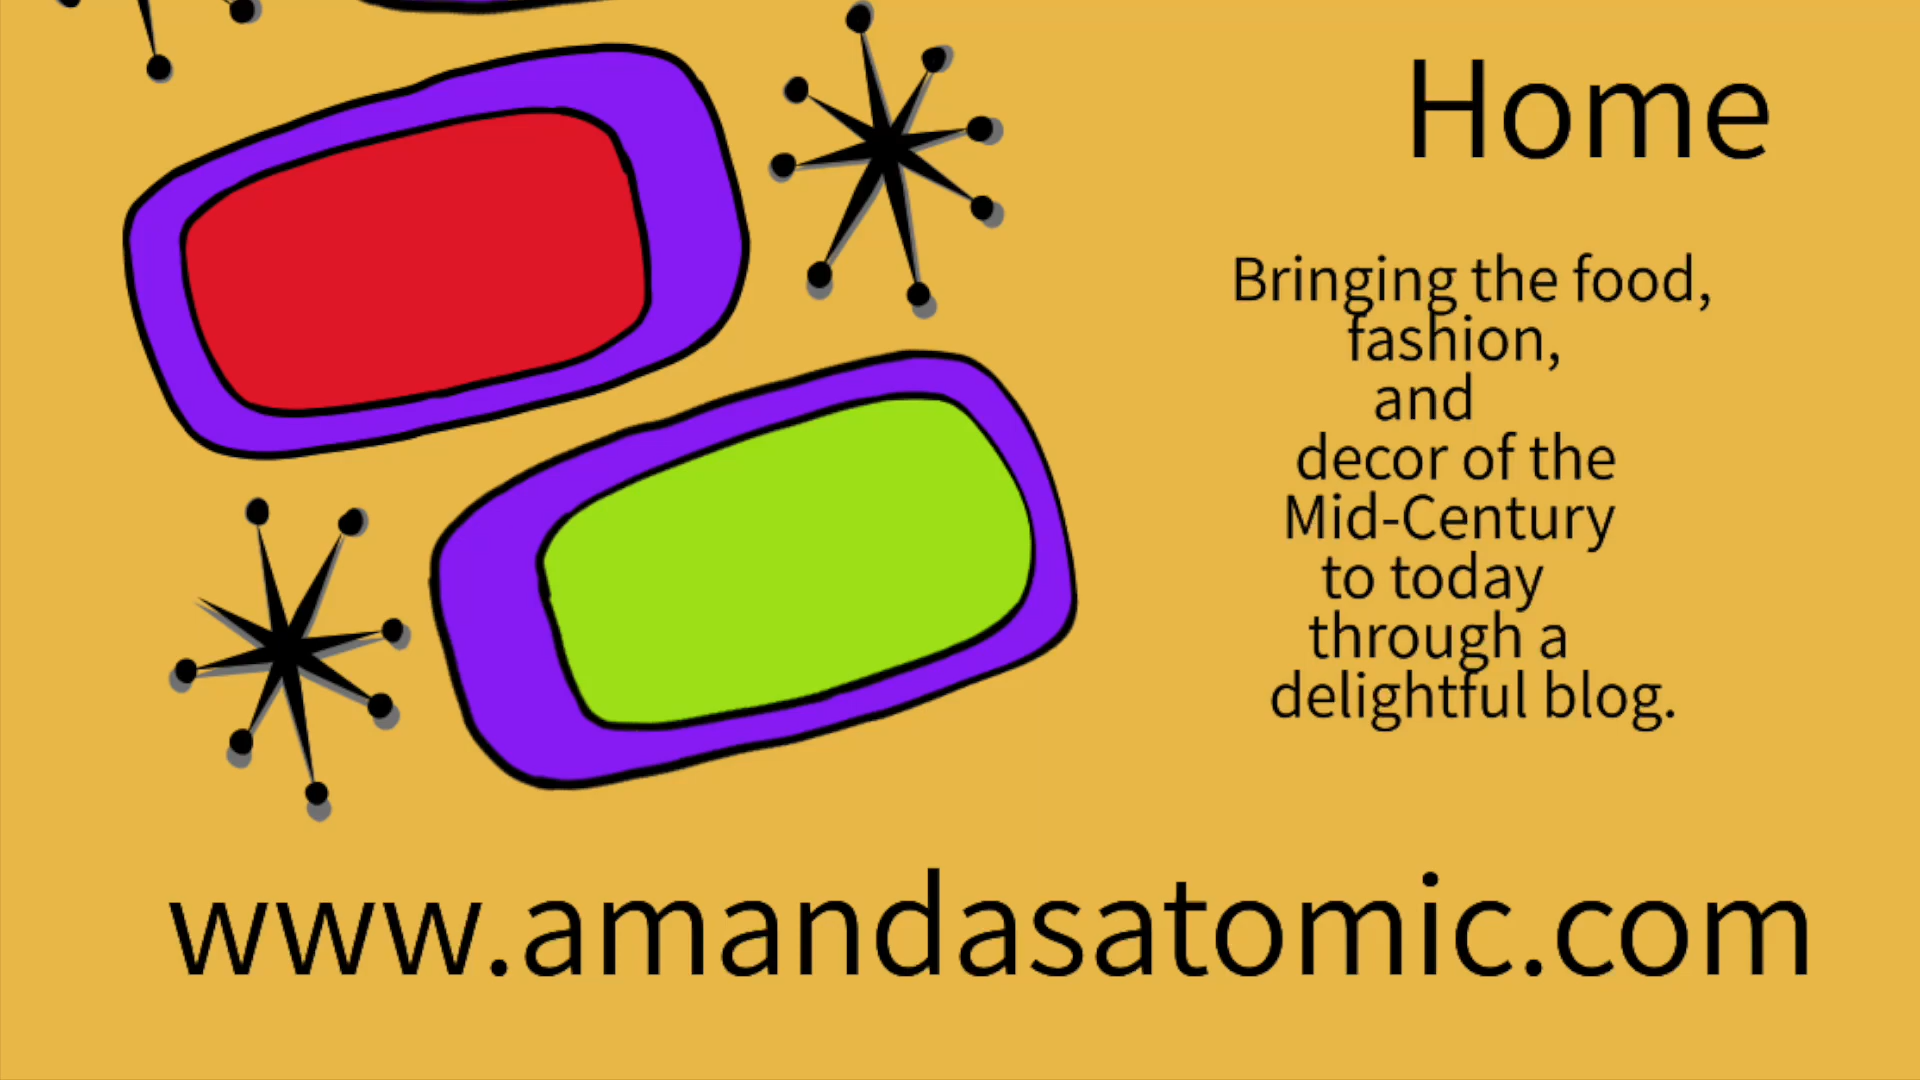 Home
Bringing the food,
fashion,
and
decor of the
Mid-Century
to today
through a
delightful blog.
www.amandasatomic.com